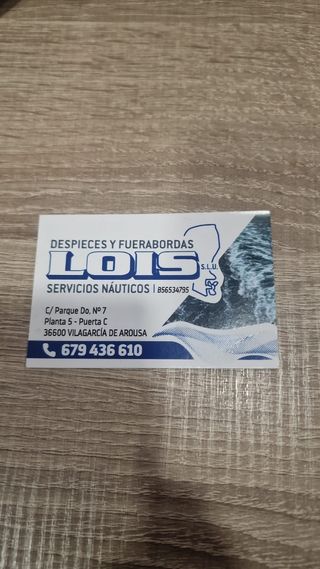 DESPIECES Y FUERABORDAS
LOIS S.L.U.
SERVICIOS NÁUTICOS | B56534795
C/ Parque Do, Nº 7
Planta 5 - Puerta C
36600 VILAGARCÍA DE AROUSA
679 436 610